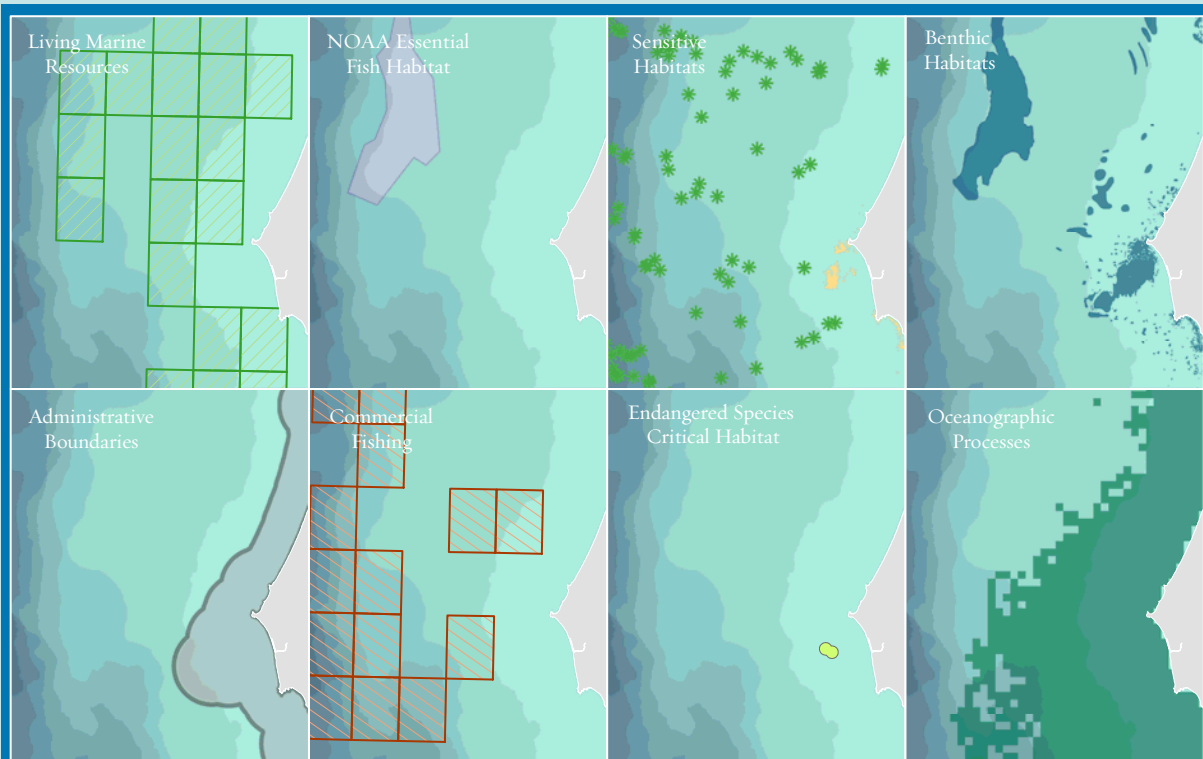 Living Marine
Resources
NOAA Essential
Fish Habitat
Sensitive
Habitats
Benthic
Habitats
Administrative
Boundaries
Commercial
Fishing
Endangered Species
Critical Habitat
Oceanographic
Processes